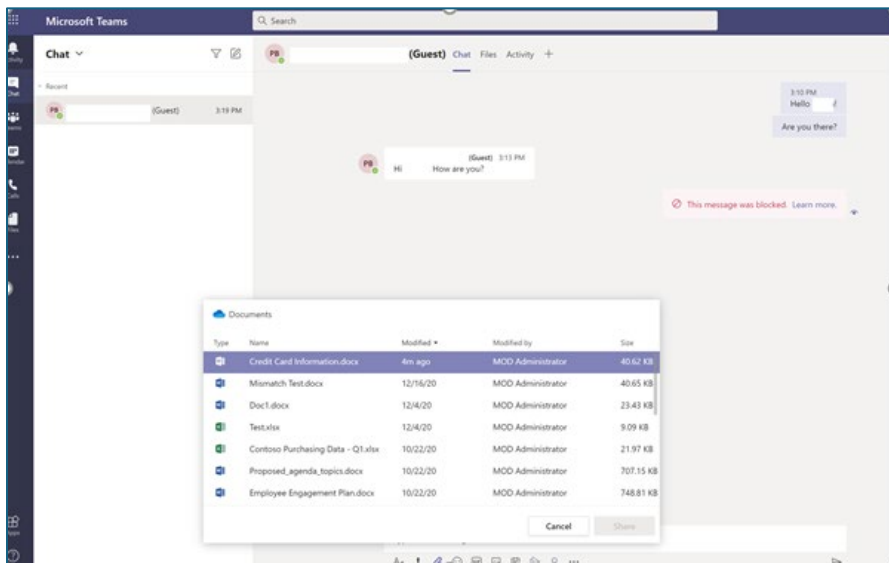 Microsoft Teams
Search
Chat
(Guest) Chat Files Activity
Recent
PB (Guest) 3:19 PM
3:10 PM
Hello
Are you there?
PB (Guest) 3:13 PM
Hi How are you?
This message was blocked. Learn more.
Chat
Calls
Files
Apps
Documents
Type Name Modified Modified by Size
Credit Card Information.docx 4m ago MOD Administrator 40.62 KB
Mismatch Test.docx 12/16/20 MOD Administrator 40.65 KB
Doc1.docx 12/4/20 MOD Administrator 23.43 KB
Test.xlsx 12/4/20 MOD Administrator 9.09 KB
Contoso Purchasing Data - Q1.xlsx 10/22/20 MOD Administrator 21.97 KB
Proposed_agenda_topics.docx 10/22/20 MOD Administrator 707.15 KB
Employee Engagement Plan.docx 10/22/20 MOD Administrator 748.81 KB
Cancel Share